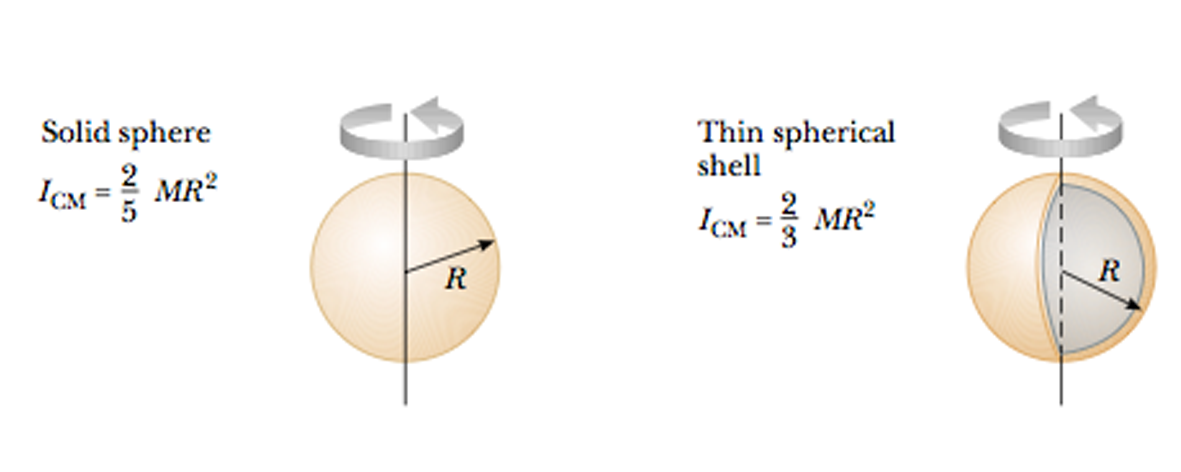 Solid sphere
I_CM = 2/5 MR²
R
Thin spherical
shell
I_CM = 2/3 MR²
R